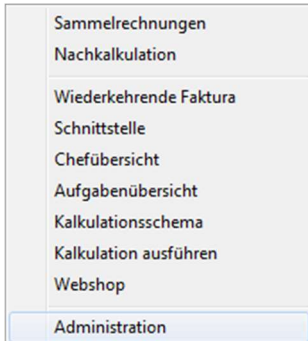 Sammelrechnungen
Nachkalkulation
Wiederkehrende Faktura
Schnittstelle
Chefübersicht
Aufgabenübersicht
Kalkulationsschema
Kalkulation ausführen
Webshop
Administration